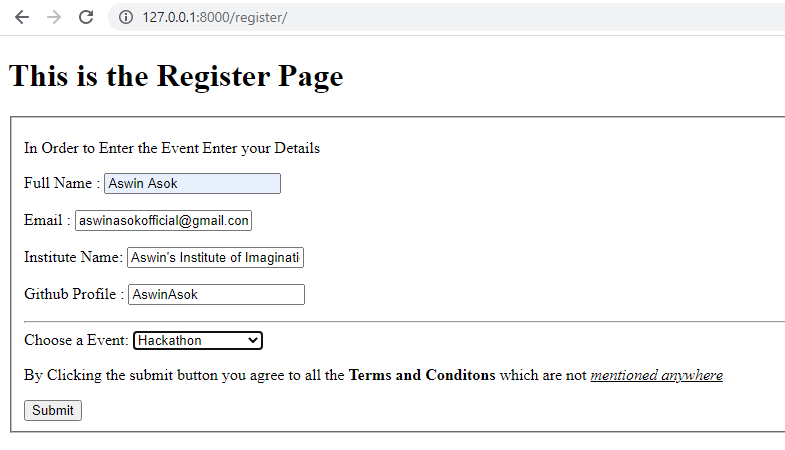 127.0.0.1:8000/register/
This is the Register Page
In Order to Enter the Event Enter your Details
Full Name : Aswin Asok
Email : aswinasokofficial@gmail.con
Institute Name: Aswin's Institute of Imaginati
Github Profile : AswinAsok
Choose a Event: Hackathon
By Clicking the submit button you agree to all the Terms and Conditons which are not mentioned anywhere
Submit